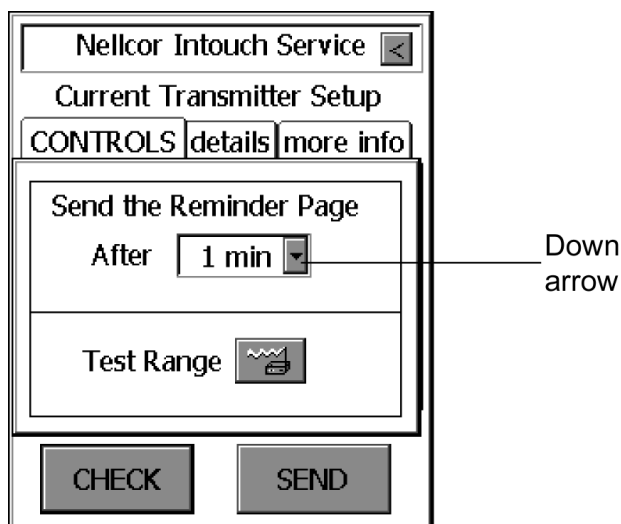 Nellcor Intouch Service <
Current Transmitter Setup
CONTROLS details more info
Send the Reminder Page
After 1 min
Down
arrow
Test Range
CHECK SEND